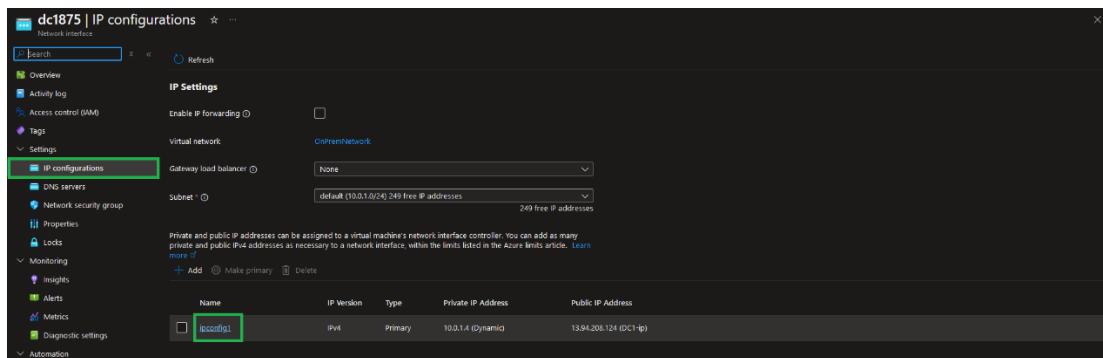 dc1875 | IP configurations
Network interface
Search
Refresh
Overview
Activity log
Access control (IAM)
Tags
Settings
IP configurations
DNS servers
Network security group
Properties
Locks
Monitoring
Insights
Alerts
Metrics
Diagnostic settings
Automation
IP Settings
Enable IP forwarding
Virtual network
OnPremNetwork
Gateway load balancer
None
Subnet *
default (10.0.1.0/24) 249 free IP addresses
249 free IP addresses
Private and public IP addresses can be assigned to a virtual machine's network interface controller. You can add as many
private and public IPv4 addresses as necessary to a network interface, within the limits listed in the Azure limits article. Learn
more
+ Add Make primary Delete
Name IP Version Type Private IP Address Public IP Address
ipconfig1 IPv4 Primary 10.0.1.4 (Dynamic) 13.94.208.124 (DC1-ip)